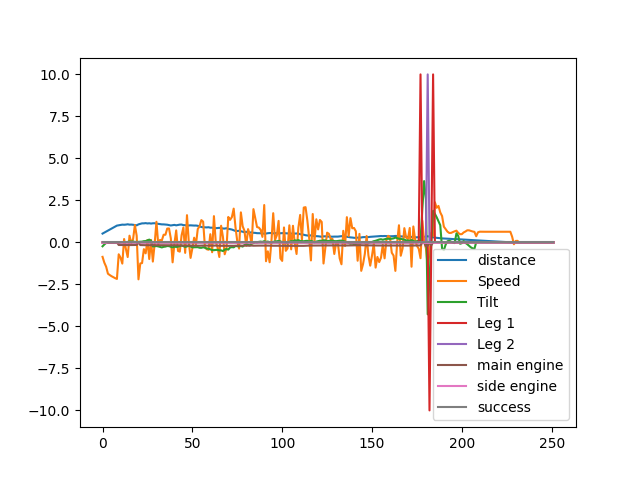 10.0
7.5
5.0
2.5
0.0
−2.5
−5.0
−7.5
−10.0
0 50 100 150 200 250
distance
Speed
Tilt
Leg 1
Leg 2
main engine
side engine
success